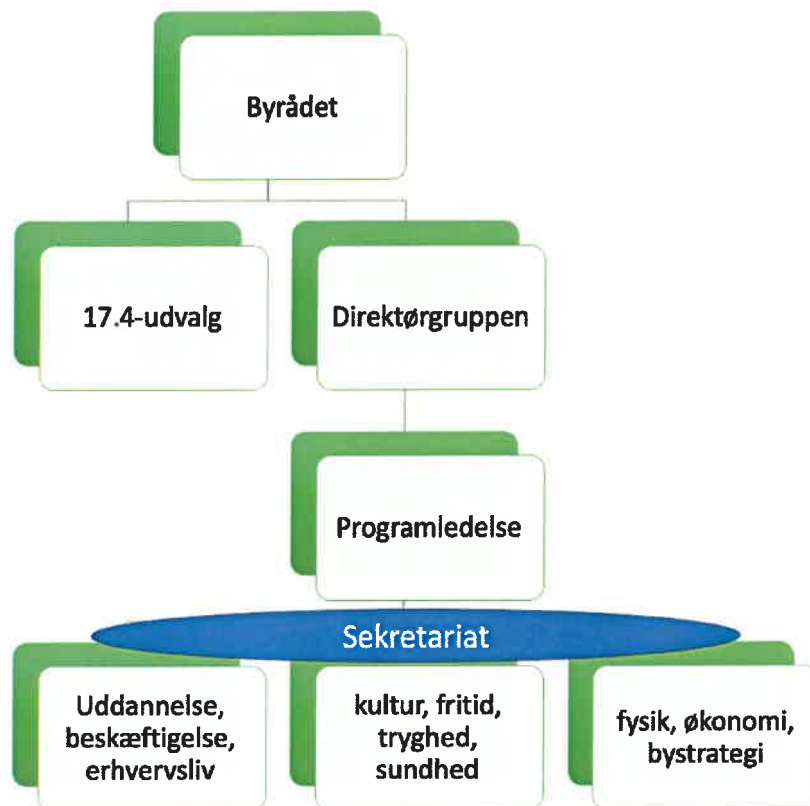 Byrådet
17.4-udvalg
Direktørgruppen
Programledelse
Sekretariat
Uddannelse,
beskæftigelse,
erhvervsliv
kultur, fritid,
tryghed,
sundhed
fysik, økonomi,
bystrategi